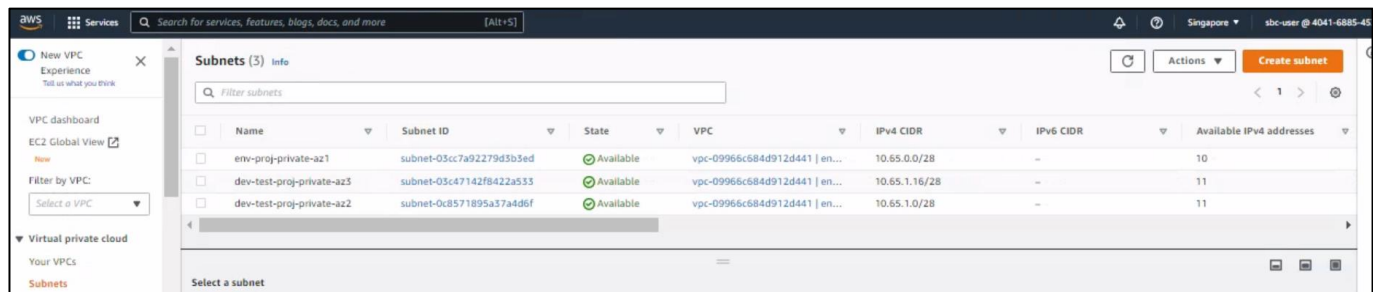 aws Services Search for services, features, blogs, docs, and more [Alt+S] Singapore ▼ sbc-user @ 4041-6885-45
New VPC Experience
Tell us what you think
Subnets (3) Info
Actions ▼ Create subnet
Filter subnets
1
VPC dashboard
EC2 Global View
New
Filter by VPC:
Select a VPC
Virtual private cloud
Your VPCs
Subnets
Name Subnet ID State VPC IPv4 CIDR IPv6 CIDR Available IPv4 addresses
env-proj-private-az1 subnet-03cc7a92279d3b3ed Available vpc-09966c684d912d441 | en... 10.65.0.0/28 – 10
dev-test-proj-private-az3 subnet-03c47142f8422a533 Available vpc-09966c684d912d441 | en... 10.65.1.16/28 – 11
dev-test-proj-private-az2 subnet-0c8571895a37a4d6f Available vpc-09966c684d912d441 | en... 10.65.1.0/28 – 11
Select a subnet